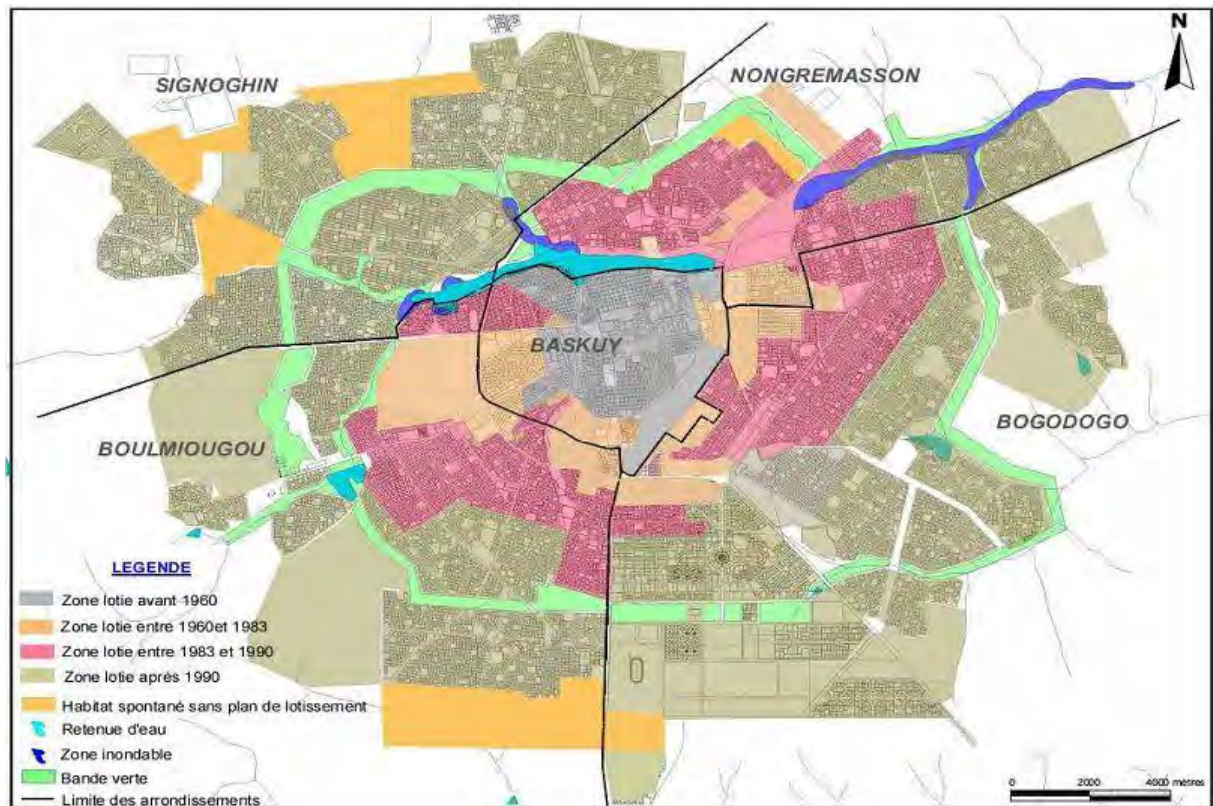 N
SIGNOGHIN
NONGREMASSON
BASKUY
BOULMIOUGOU
BOGODOGO
LEGENDE
Zone lotie avant 1960
Zone lotie entre 1960et 1983
Zone lotie entre 1983 et 1990
Zone lotie après 1990
Habitat spontané sans plan de lotissement
Retenue d'eau
Zone inondable
Bande verte
Limite des arrondissements
0 2000 4000 mètres